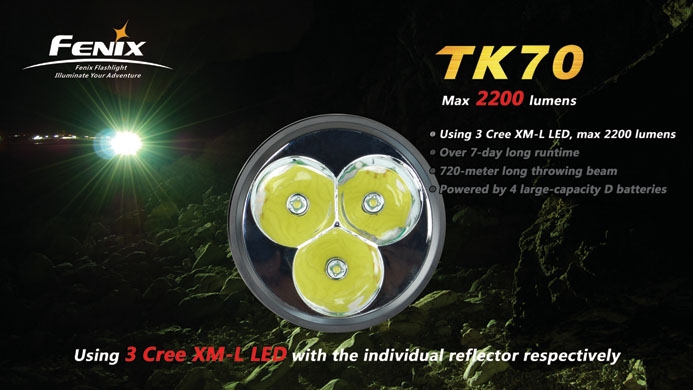 FENIX
Fenix Flashlight
Illuminate Your Adventure
TK70
Max 2200 lumens
Using 3 Cree XM-L LED, max 2200 lumens
Over 7-day long runtime
720-meter long throwing beam
Powered by 4 large-capacity D batteries
Using 3 Cree XM-L LED with the individual reflector respectively